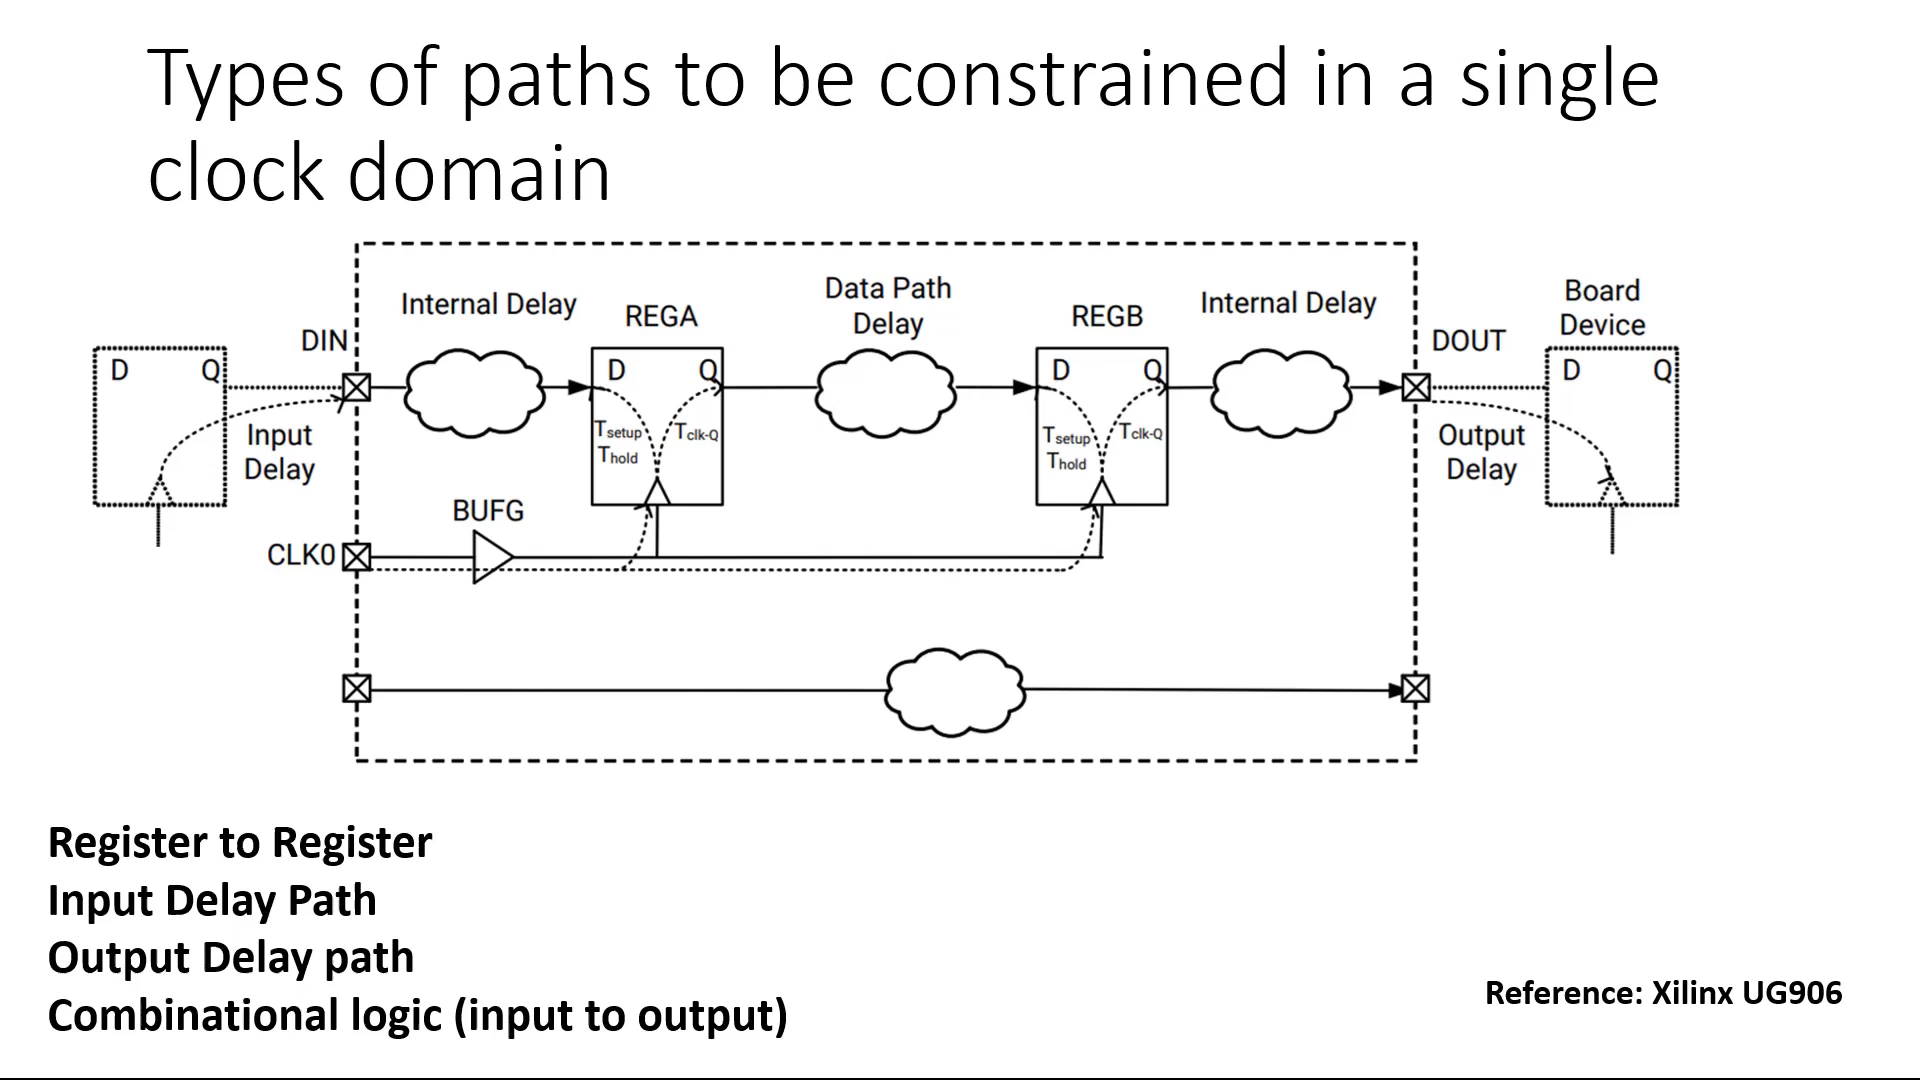 Types of paths to be constrained in a single
clock domain
Internal Delay
REGA
Data Path
Delay
REGB
Internal Delay
Board
Device
DIN
DOUT
D Q
D Q
D Q
D Q
Input
Delay
Tsetup
Thold
Tclk-Q
Tsetup
Thold
Tclk-Q
Output
Delay
BUFG
CLK0
Register to Register
Input Delay Path
Output Delay path
Combinational logic (input to output)
Reference: Xilinx UG906